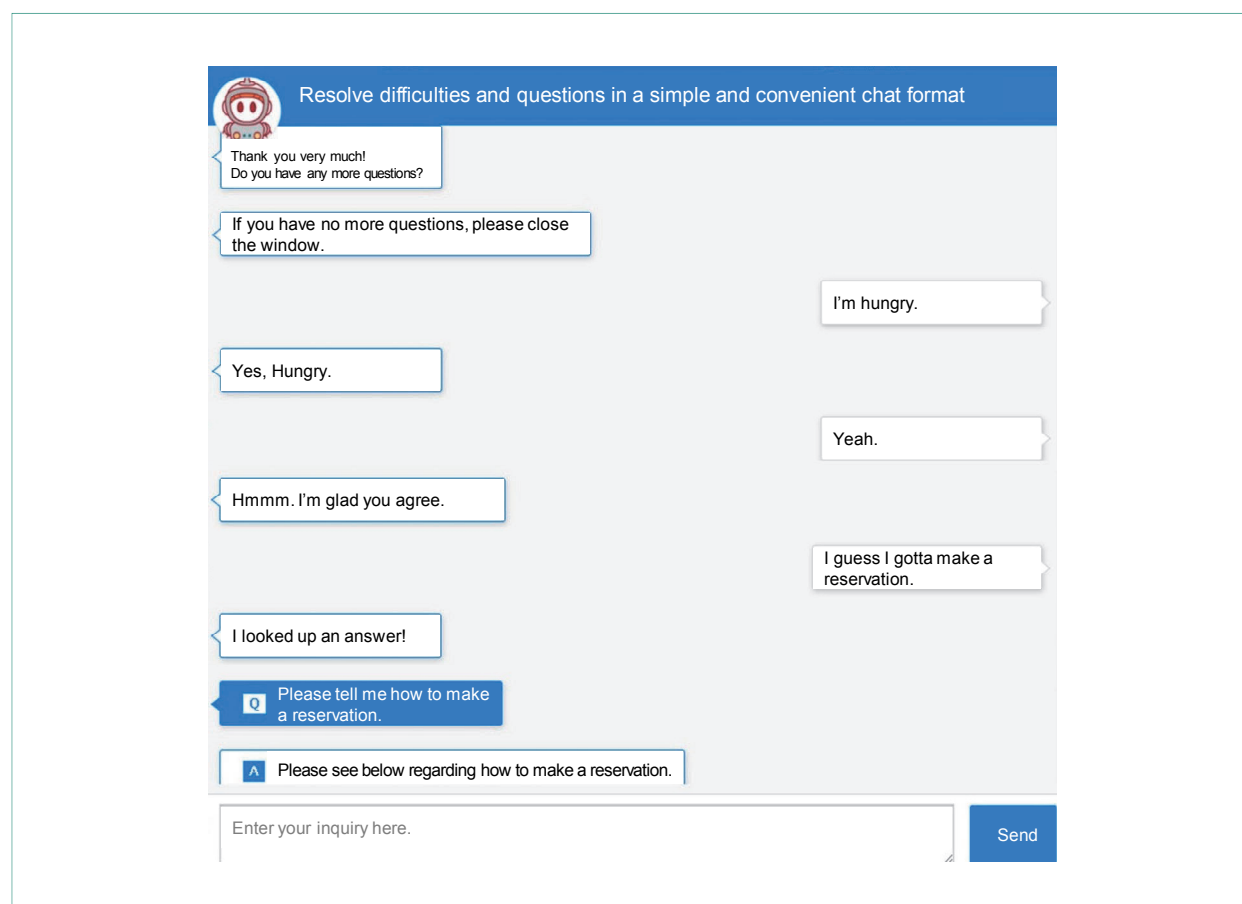 Resolve difficulties and questions in a simple and convenient chat format
Thank you very much!
Do you have any more questions?
If you have no more questions, please close
the window.
I'm hungry.
Yes, Hungry.
Yeah.
Hmmm. I'm glad you agree.
I guess I gotta make a
reservation.
I looked up an answer!
Q Please tell me how to make
a reservation.
A Please see below regarding how to make a reservation.
Enter your inquiry here.
Send